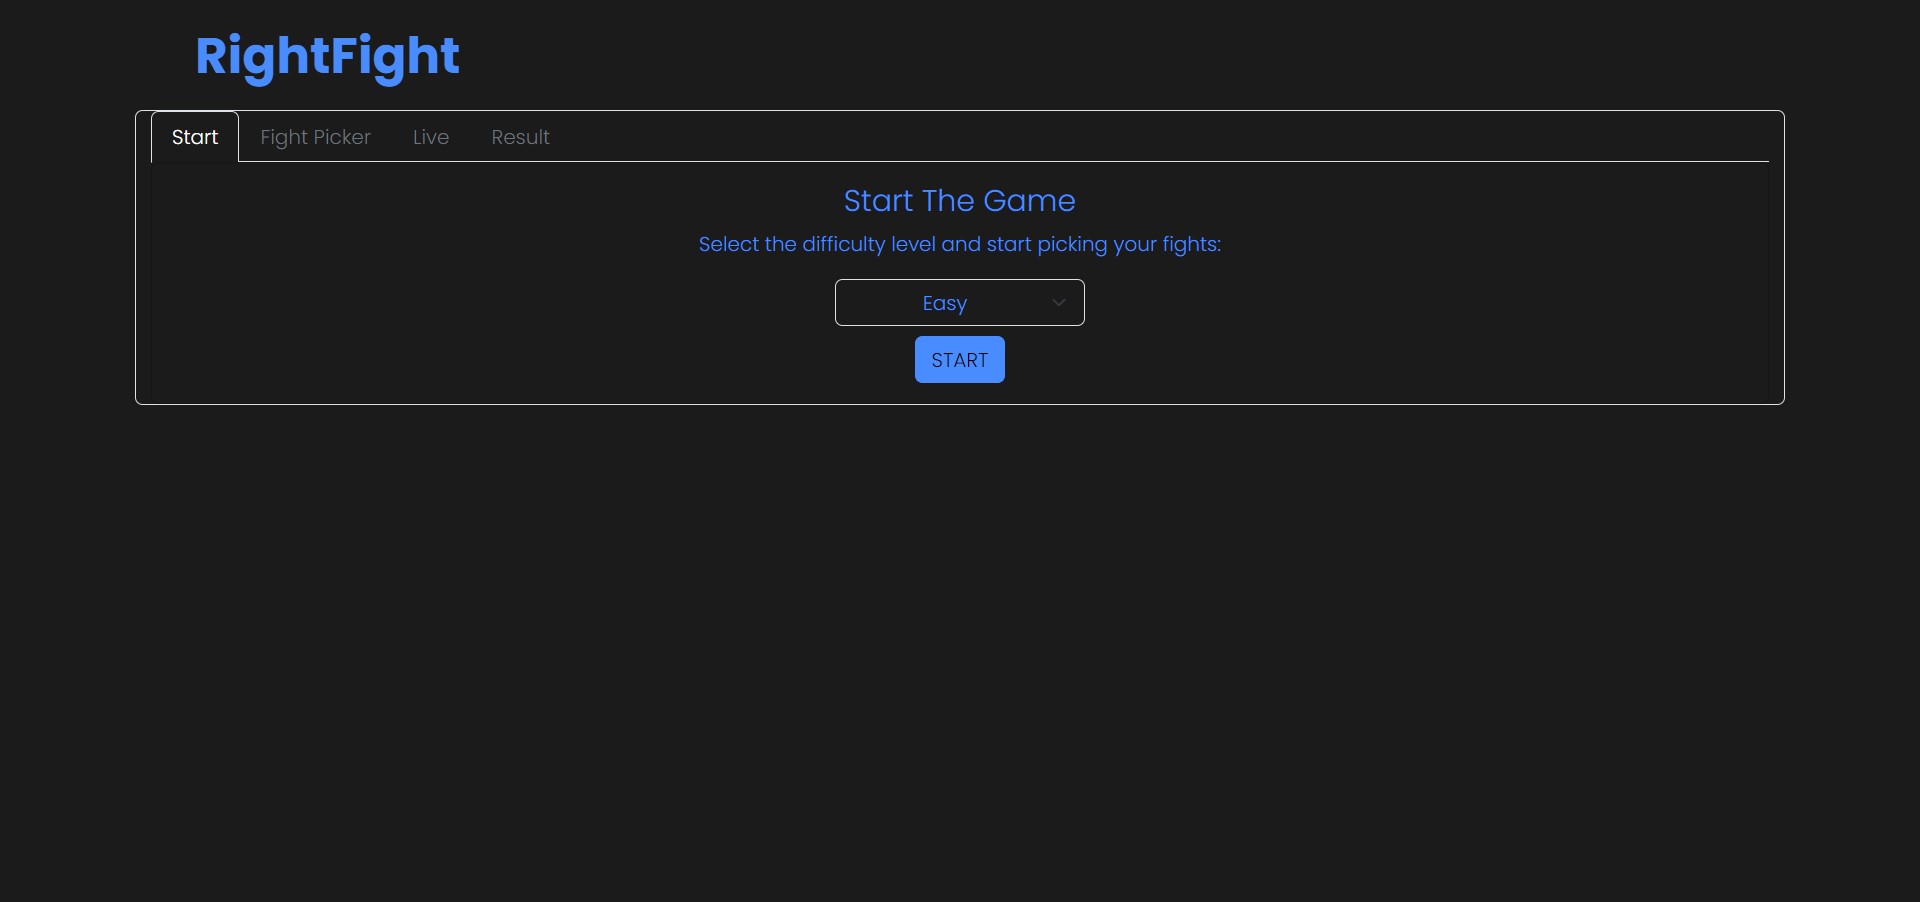 RightFight
Start Fight Picker Live Result
Start The Game
Select the difficulty level and start picking your fights:
Easy
START